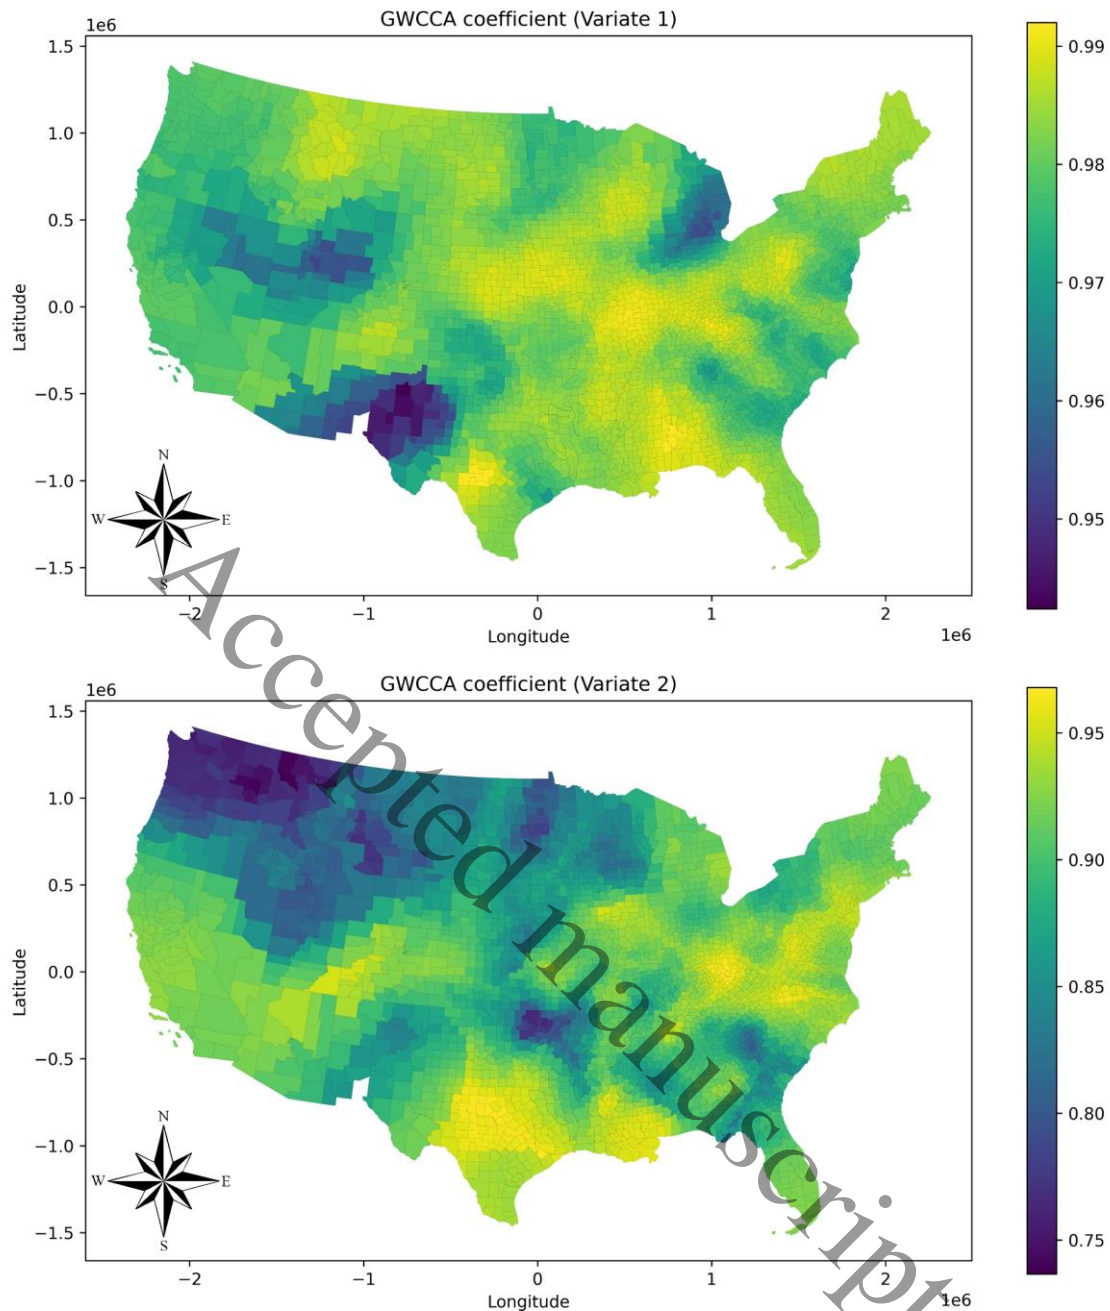 GWCCA coefficient (Variate 1)
1e6
1.5
1.0
0.5
0.0
−0.5
−1.0
−1.5
Latitude
N
W E
S
−2 −1 0 1 2
Longitude
1e6
0.99
0.98
0.97
0.96
0.95
GWCCA coefficient (Variate 2)
1e6
1.5
1.0
0.5
0.0
−0.5
−1.0
−1.5
Latitude
N
W E
S
−2 −1 0 1 2
Longitude
1e6
0.95
0.90
0.85
0.80
0.75
Accepted manuscript